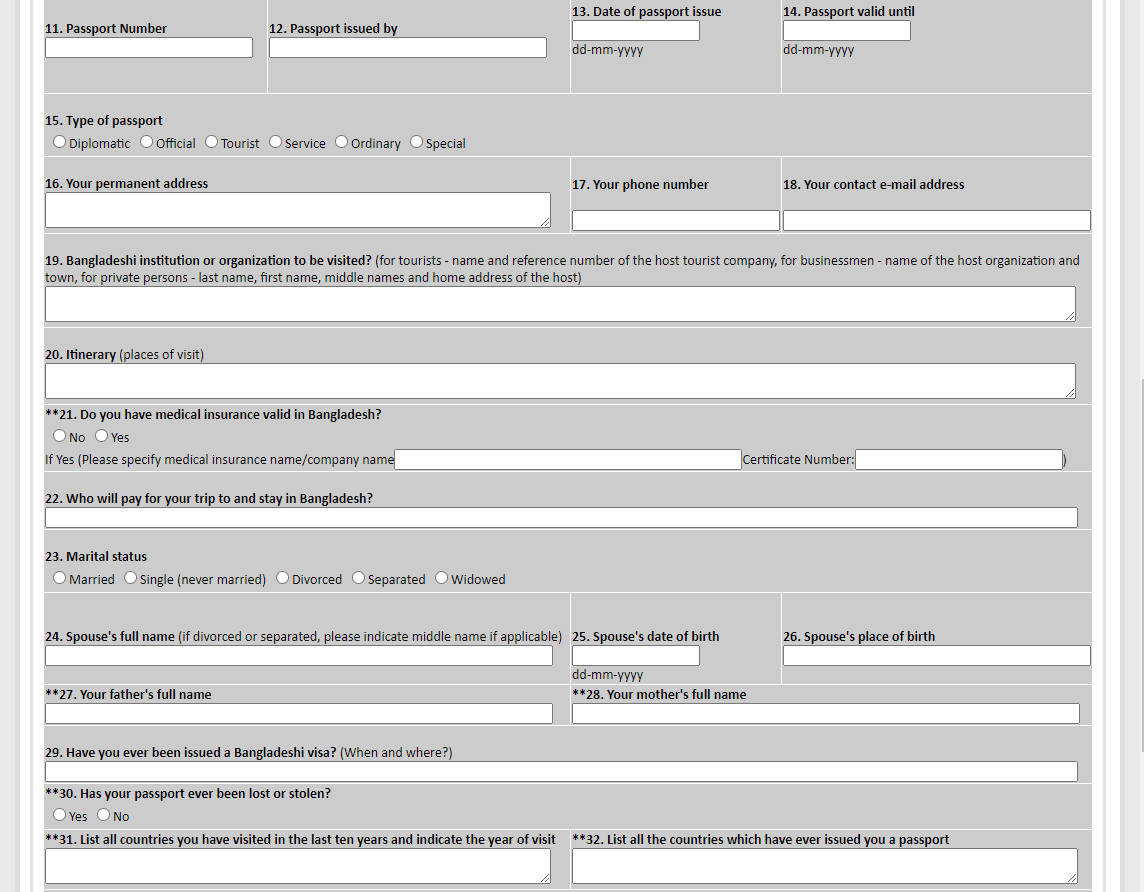 11. Passport Number
12. Passport issued by
13. Date of passport issue
dd-mm-yyyy
14. Passport valid until
dd-mm-yyyy
15. Type of passport
Diplomatic Official Tourist Service Ordinary Special
16. Your permanent address
17. Your phone number
18. Your contact e-mail address
19. Bangladeshi institution or organization to be visited? (for tourists - name and reference number of the host tourist company, for businessmen - name of the host organization and
town, for private persons - last name, first name, middle names and home address of the host)
20. Itinerary (places of visit)
**21. Do you have medical insurance valid in Bangladesh?
No Yes
If Yes (Please specify medical insurance name/company name Certificate Number: )
22. Who will pay for your trip to and stay in Bangladesh?
23. Marital status
Married Single (never married) Divorced Separated Widowed
24. Spouse's full name (if divorced or separated, please indicate middle name if applicable)
25. Spouse's date of birth
dd-mm-yyyy
26. Spouse's place of birth
**27. Your father's full name
**28. Your mother's full name
29. Have you ever been issued a Bangladeshi visa? (When and where?)
**30. Has your passport ever been lost or stolen?
Yes No
**31. List all countries you have visited in the last ten years and indicate the year of visit
**32. List all the countries which have ever issued you a passport